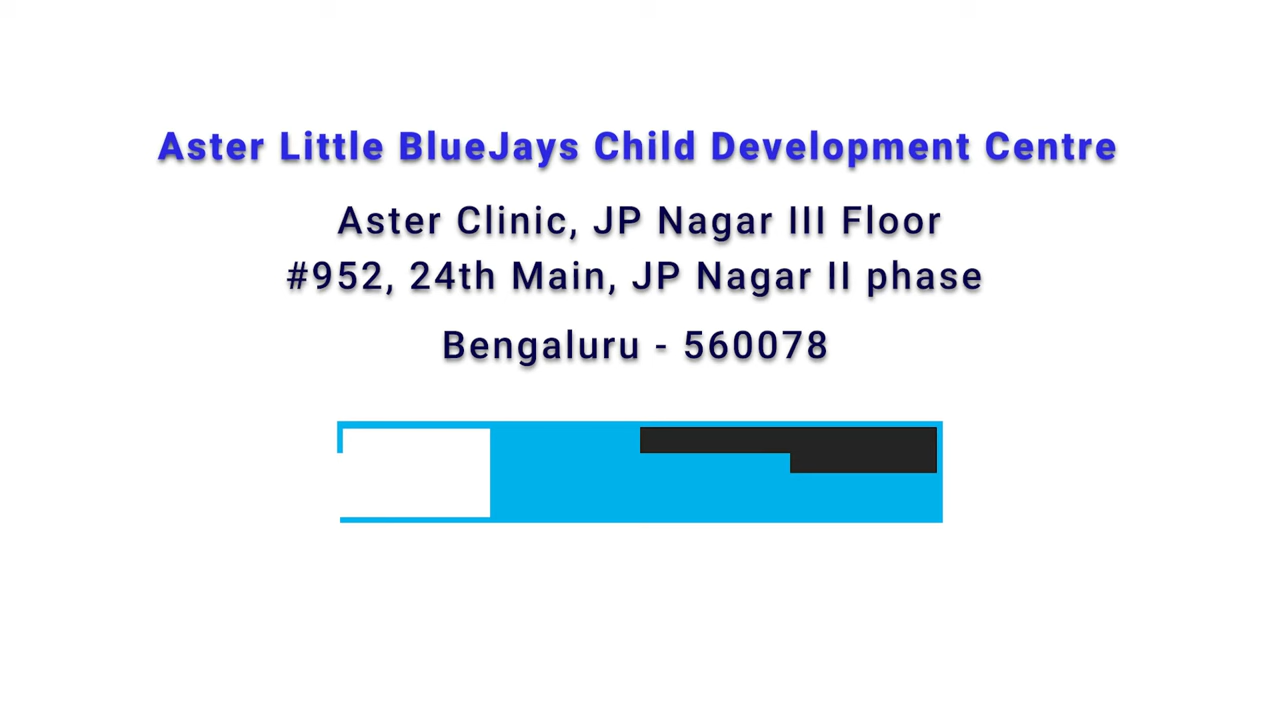 Aster Little BlueJays Child Development Centre
Aster Clinic, JP Nagar III Floor
#952, 24th Main, JP Nagar II phase
Bengaluru - 560078